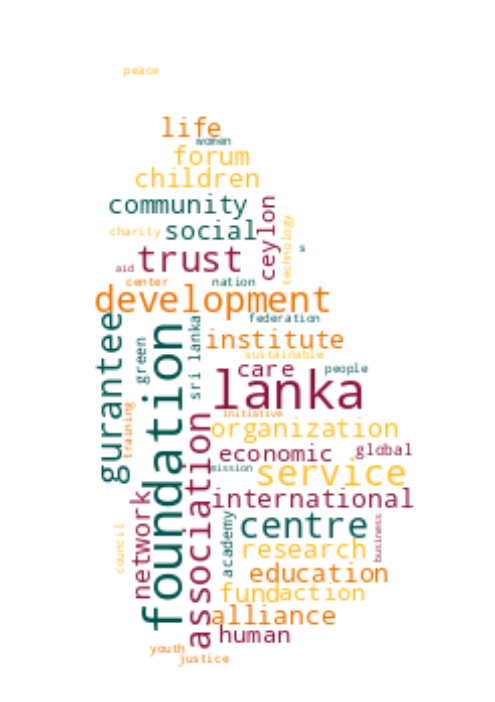 peace
life
women
forum
children
community
ceylon
charity
social
technology
s
trust
aid
center
nation
development
federation
gurantee
foundation
sri lanka
green
institute
sustainable
care
people
lanka
training
initiative
association
organization
economic
global
mission
service
network
international
academy
centre
business
council
research
education
fund
action
alliance
human
youth
justice